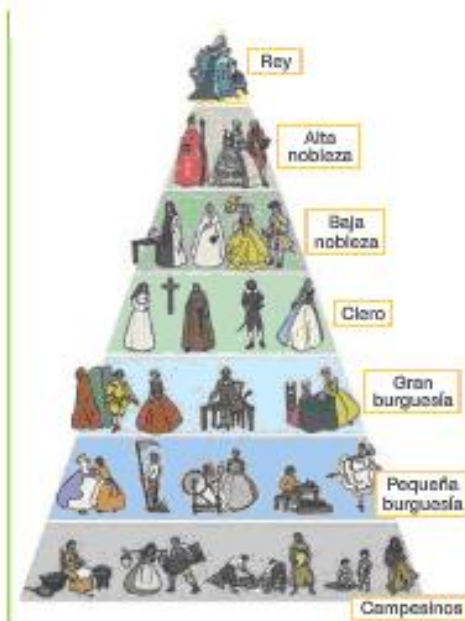 Rey
Alta
nobleza
Baja
nobleza
Clero
Gran
burguesía
Pequeña
burguesía
Campesinos